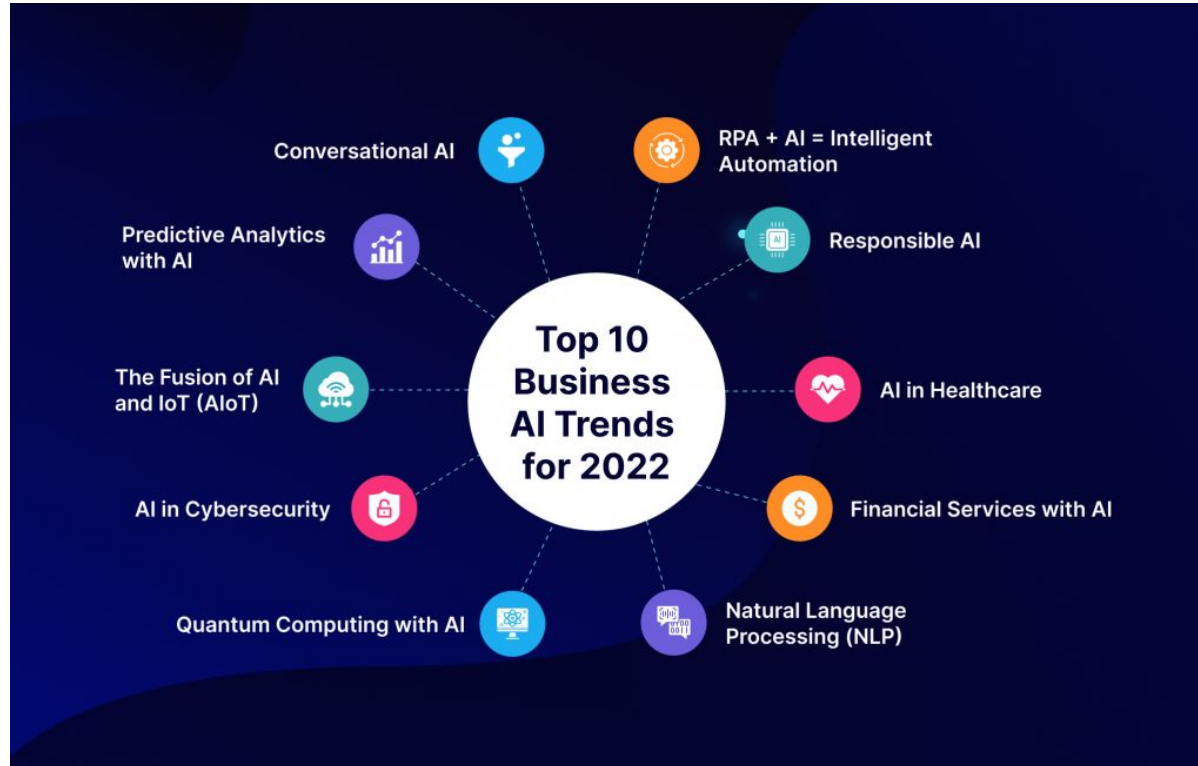 Conversational AI
RPA + AI = Intelligent
Automation
Predictive Analytics
with AI
Responsible AI
Top 10
Business
AI Trends
for 2022
The Fusion of AI
and IoT (AIoT)
AI in Healthcare
AI in Cybersecurity
Financial Services with AI
Quantum Computing with AI
Natural Language
Processing (NLP)
AI
$